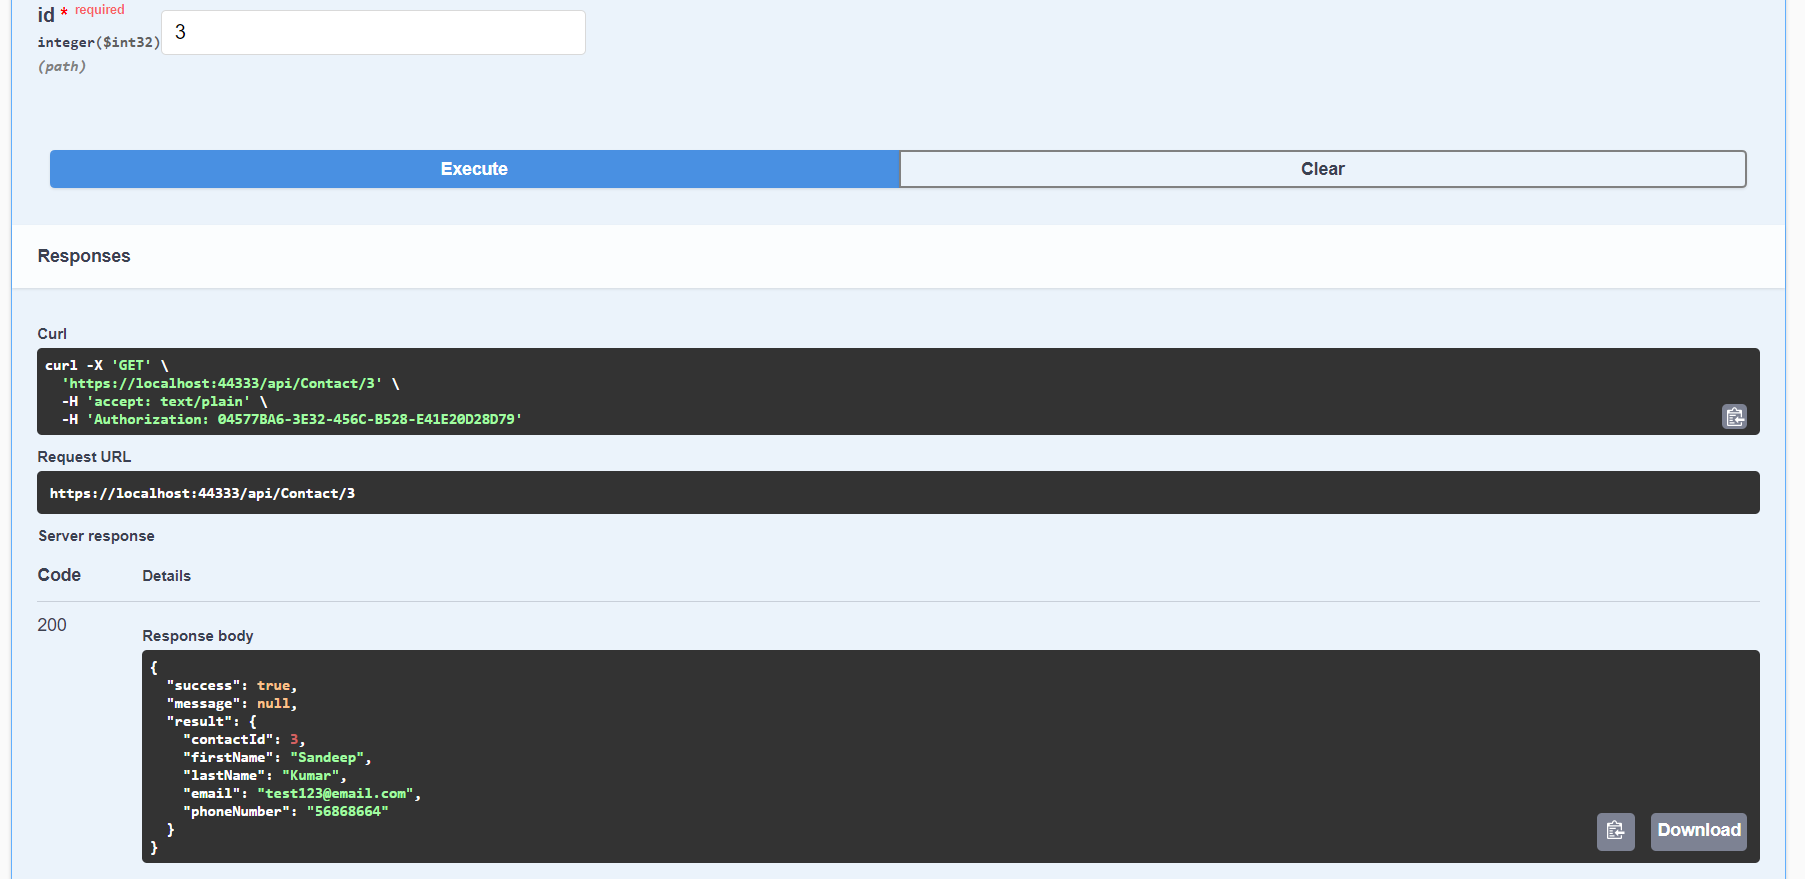 id * required
integer($int32)
(path)
3
Execute
Clear
Responses
Curl
curl -X 'GET' \
  'https://localhost:44333/api/Contact/3' \
  -H 'accept: text/plain' \
  -H 'Authorization: 04577BA6-3E32-456C-B528-E41E20D28D79'
Request URL
https://localhost:44333/api/Contact/3
Server response
Code Details
200
Response body
{
  "success": true,
  "message": null,
  "result": {
    "contactId": 3,
    "firstName": "Sandeep",
    "lastName": "Kumar",
    "email": "test123@email.com",
    "phoneNumber": "56868664"
  }
}
Download